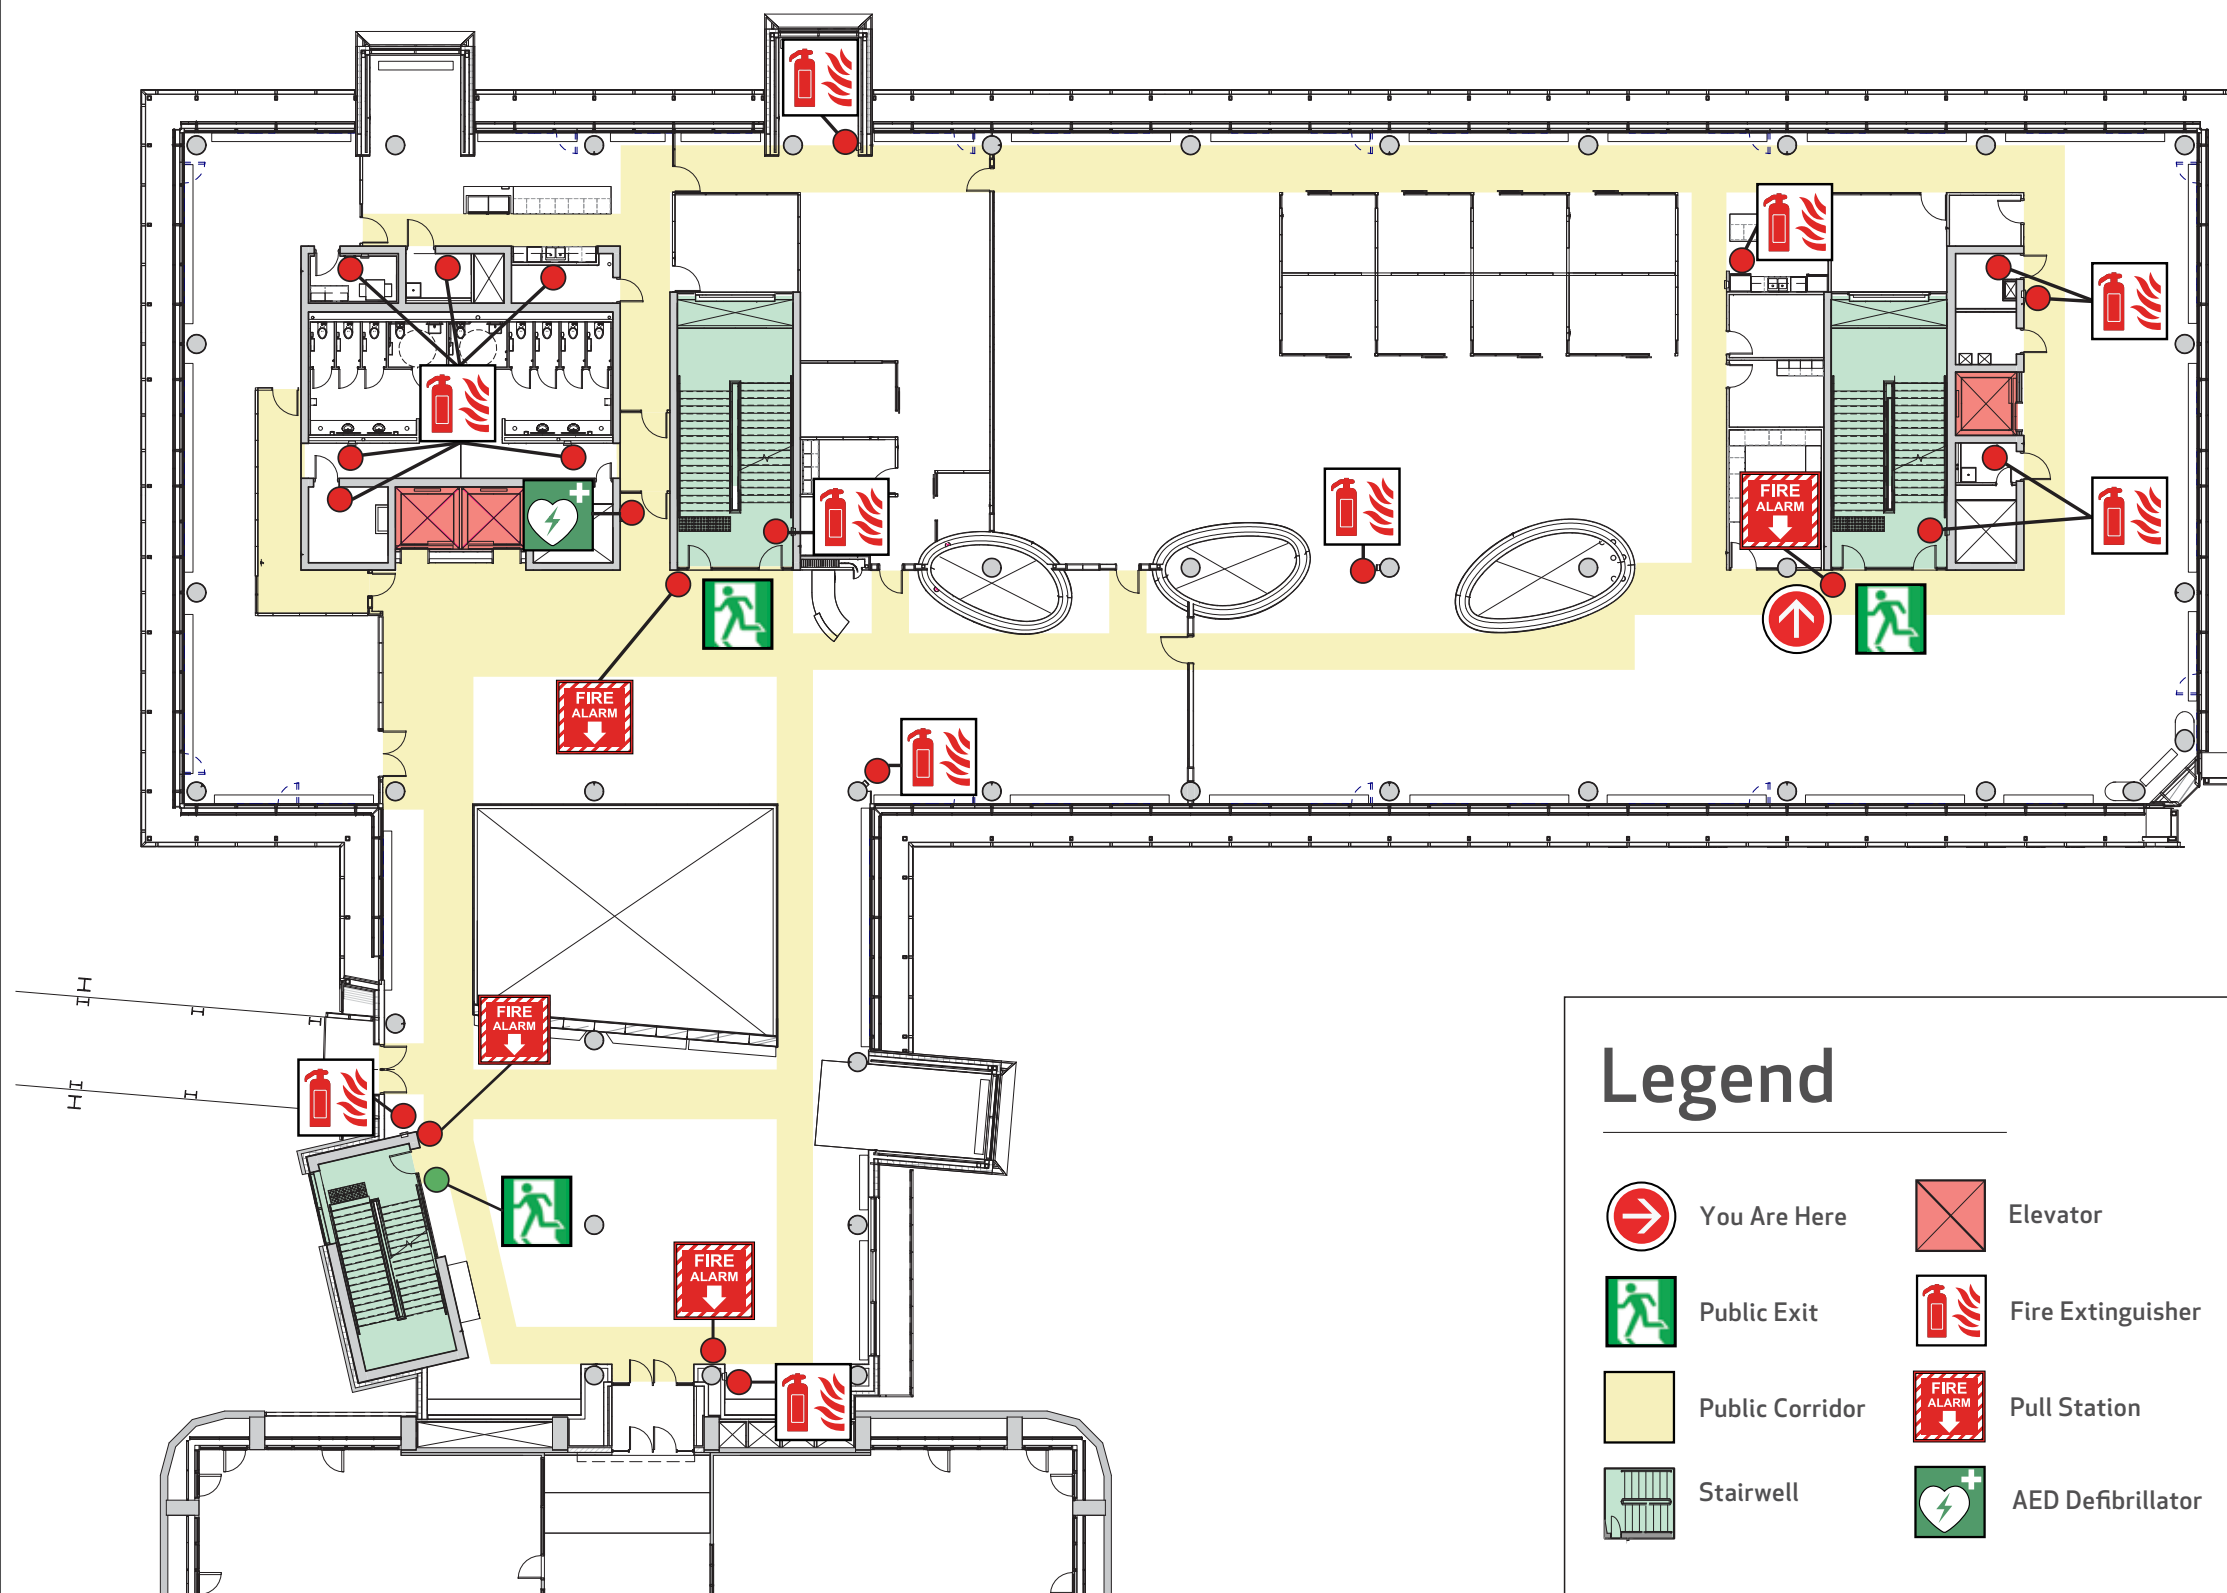 FIRE
ALARM
FIRE
ALARM
FIRE
ALARM
FIRE
ALARM
Legend
You Are Here
Elevator
Public Exit
Fire Extinguisher
Public Corridor
FIRE
ALARM
Pull Station
Stairwell
AED Defibrillator